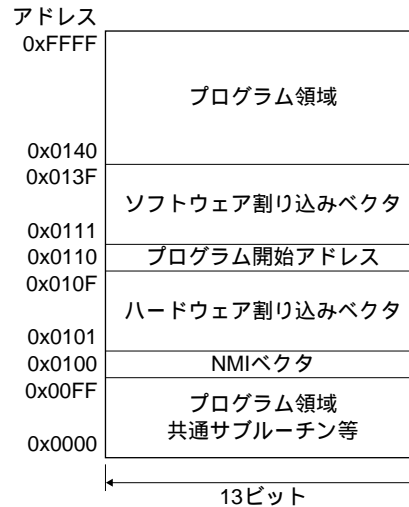 アドレス
0xFFFF
プログラム領域
0x0140
0x013F
ソフトウェア割り込みベクタ
0x0111
0x0110
プログラム開始アドレス
0x010F
ハードウェア割り込みベクタ
0x0101
0x0100
NMIベクタ
0x00FF
プログラム領域
共通サブルーチン等
0x0000
13ビット